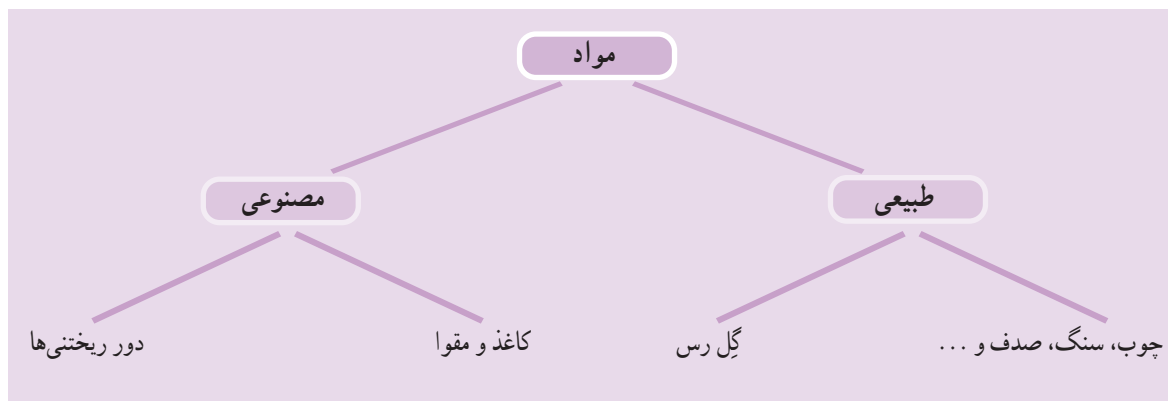 مواد
طبیعی
مصنوعی
چوب، سنگ، صدف و ...
گِل رس
کاغذ و مقوا
دور ریختنی‌ها